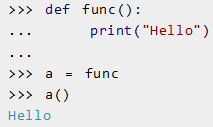 >>> def func():
...     print("Hello")
...
>>> a = func
>>> a()
Hello